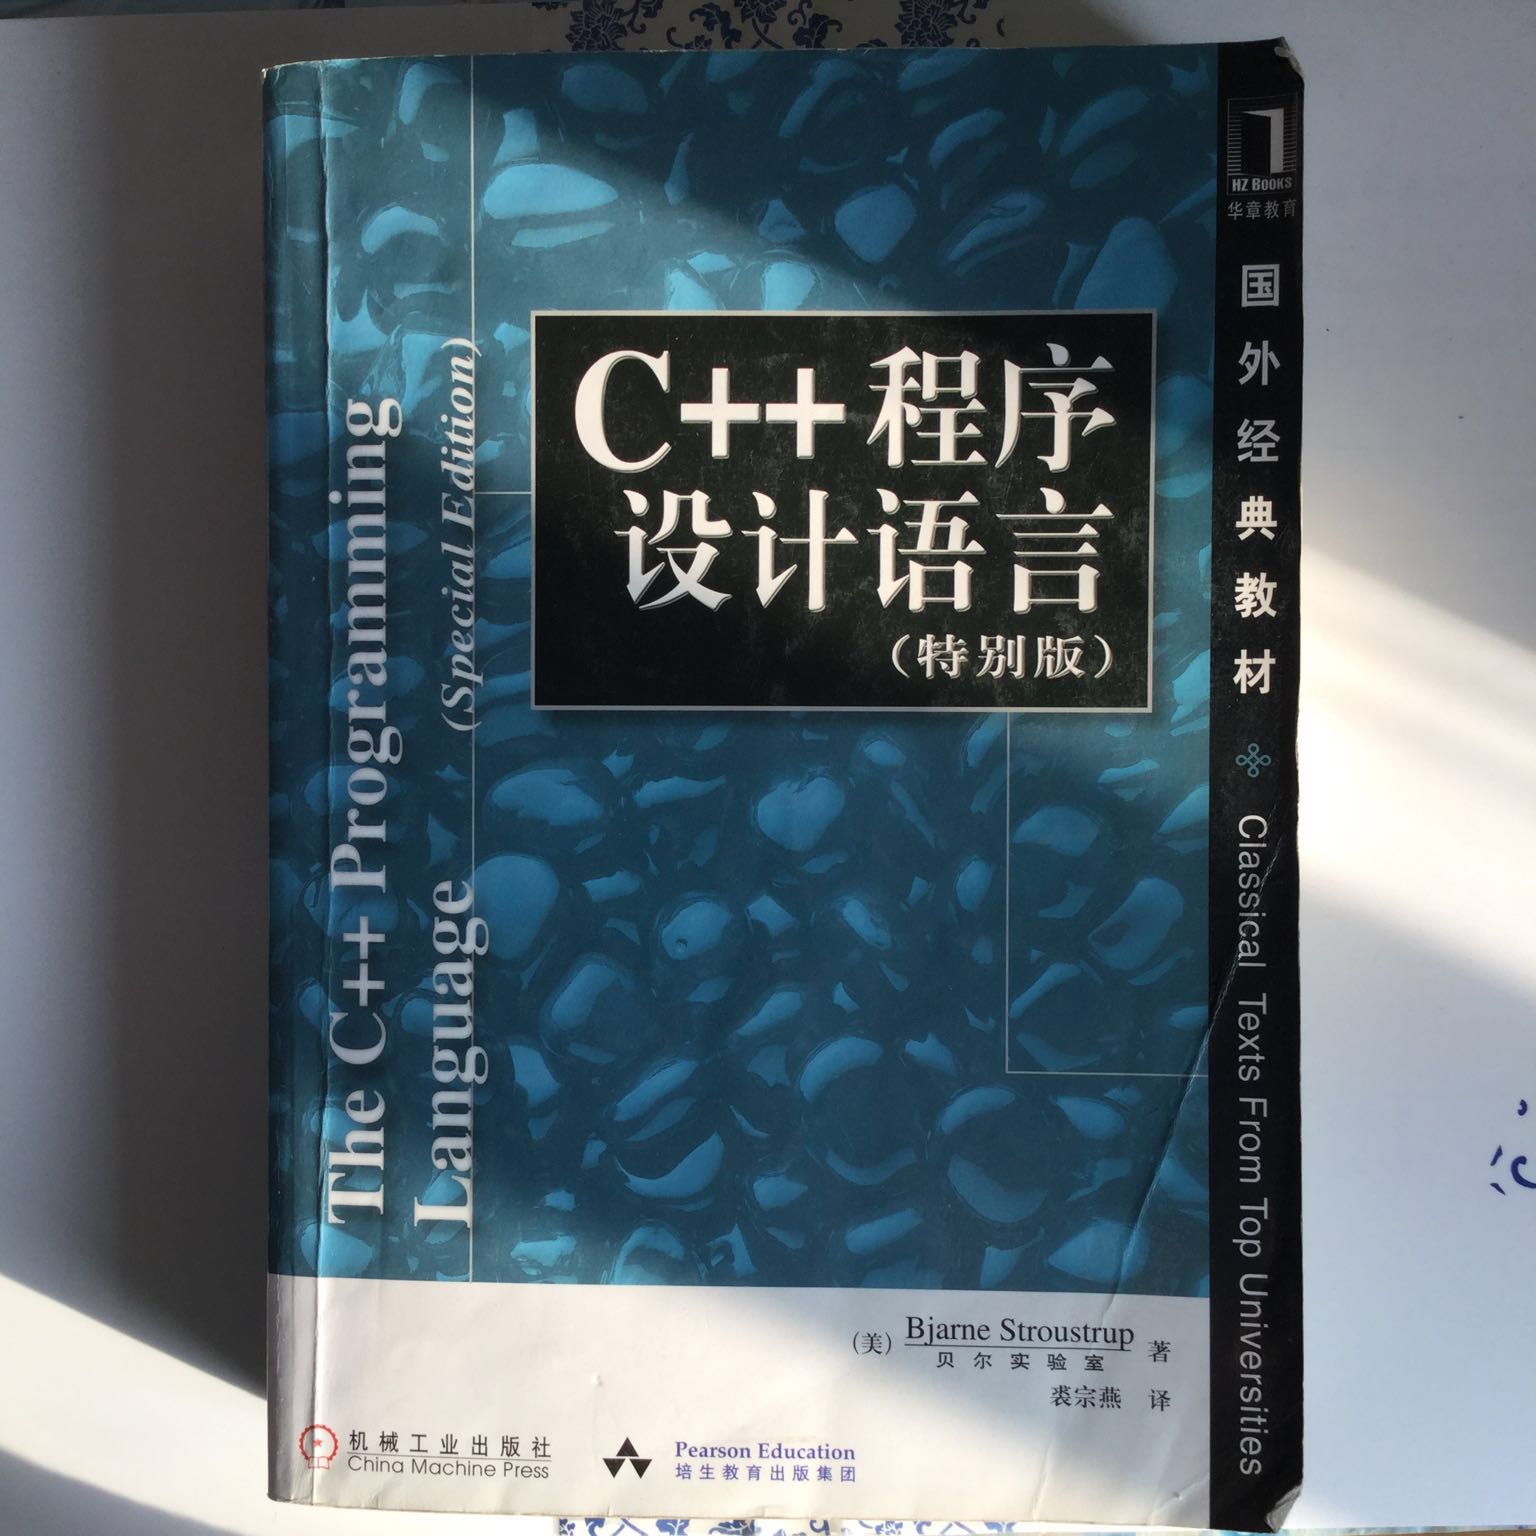 HZ BOOKS
华章教育
国外经典教材
Classical Texts From Top Universities
The C++ Programming
Language
(Special Edition)
C++程序
设计语言
(特别版)
(美) Bjarne Stroustrup 著
贝尔实验室
裘宗燕 译
机械工业出版社
China Machine Press
Pearson Education
培生教育出版集团